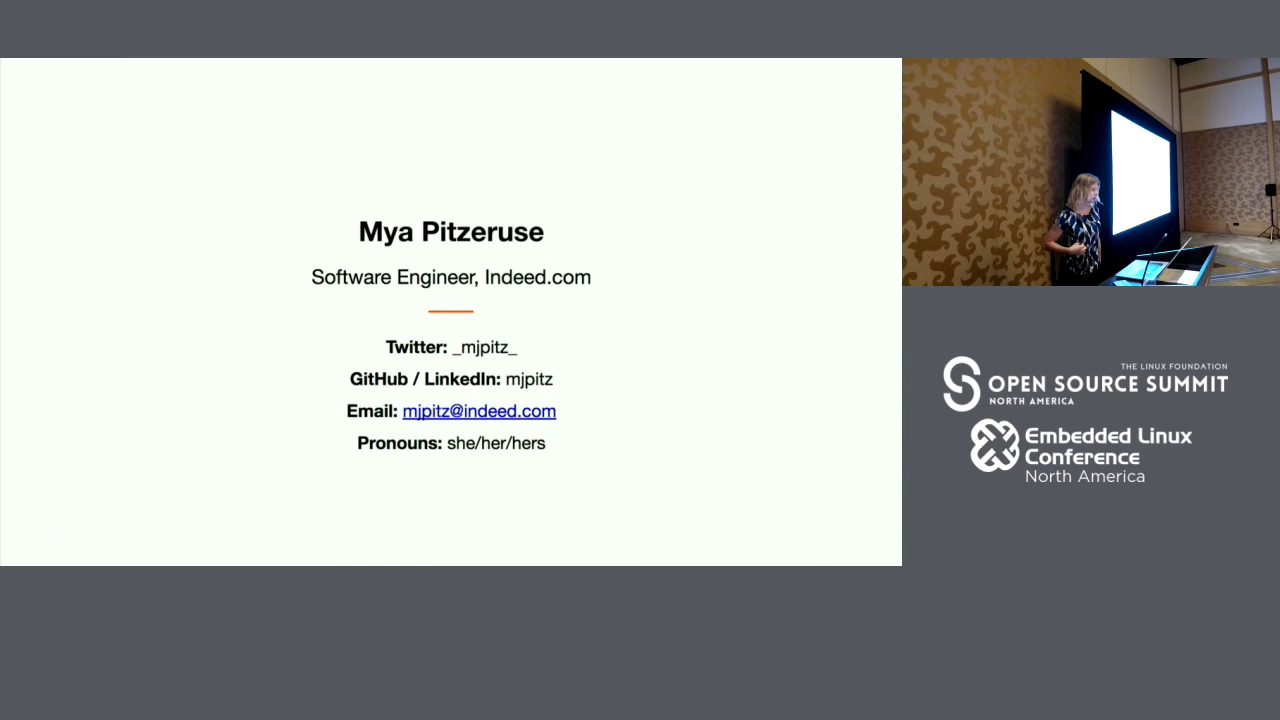 Mya Pitzeruse
Software Engineer, Indeed.com
Twitter: _mjpitz_
GitHub / LinkedIn: mjpitz
Email: mjpitz@indeed.com
Pronouns: she/her/hers
THE LINUX FOUNDATION
OPEN SOURCE SUMMIT
NORTH AMERICA
Embedded Linux
Conference
North America